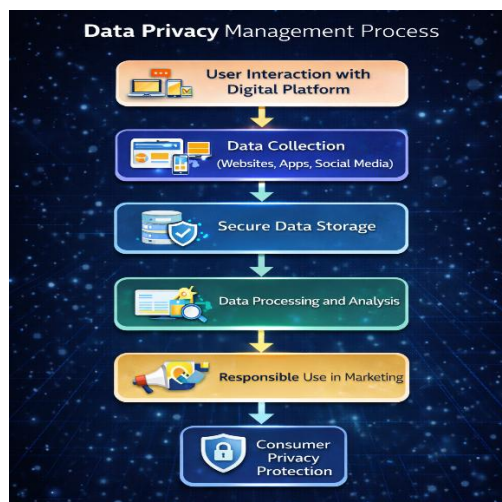 Data Privacy Management Process
User Interaction with
Digital Platform
Data Collection
(Websites, Apps, Social Media)
Secure Data Storage
Data Processing and Analysis
Responsible Use in Marketing
Consumer
Privacy
Protection